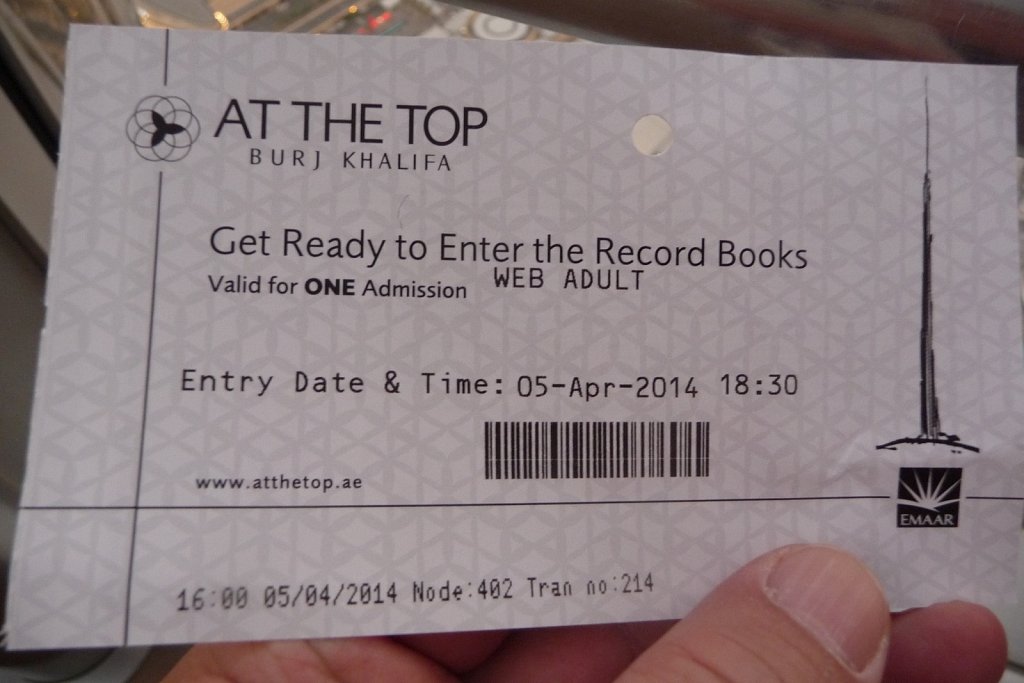 AT THE TOP
BURJ KHALIFA
Get Ready to Enter the Record Books
Valid for ONE Admission WEB ADULT
Entry Date & Time: 05-Apr-2014 18:30
www.atthetop.ae
EMAAR
16:00 05/04/2014 Node:402 Tran no:214